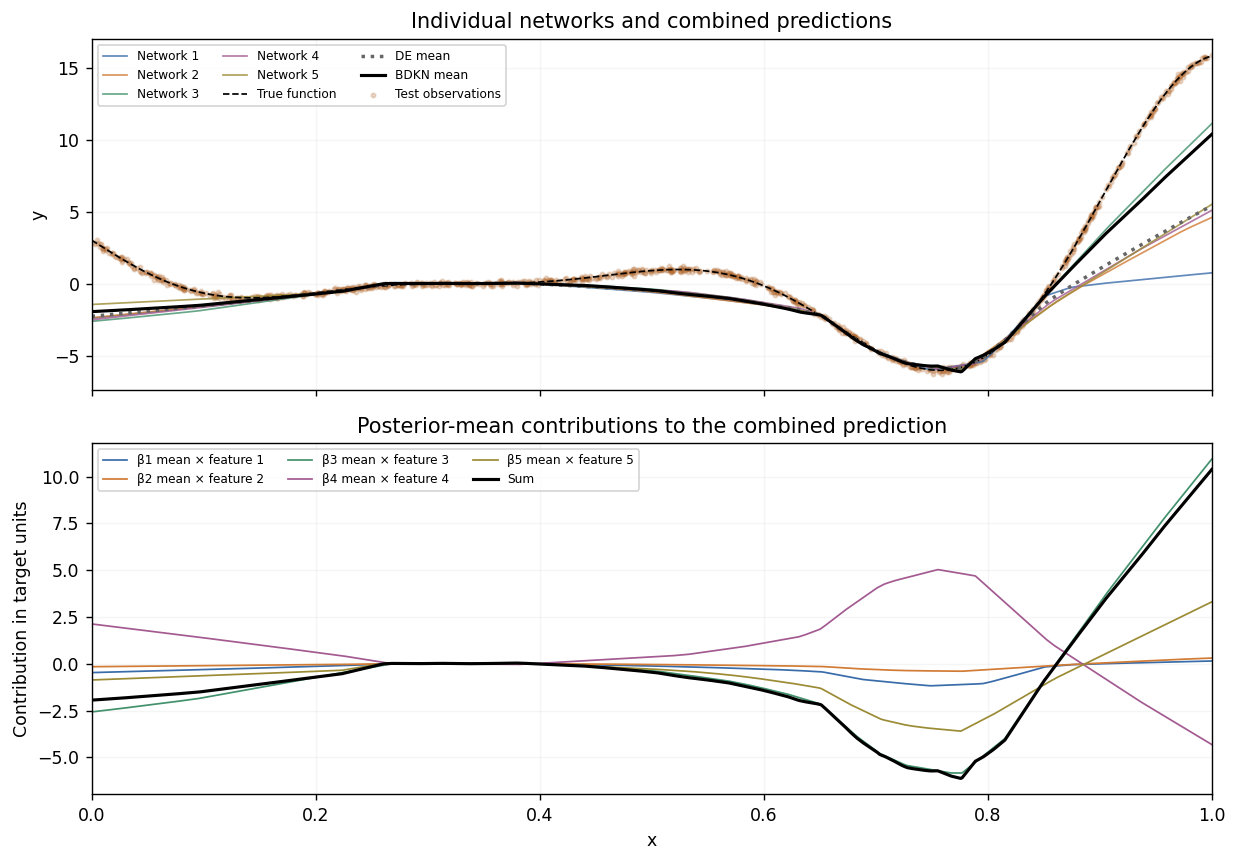 Individual networks and combined predictions
Network 1 Network 4 DE mean
Network 2 Network 5 BDKN mean
Network 3 True function Test observations
15
10
5
0
−5
y
Posterior-mean contributions to the combined prediction
β1 mean × feature 1 β3 mean × feature 3 β5 mean × feature 5
β2 mean × feature 2 β4 mean × feature 4 Sum
10.0
7.5
5.0
2.5
0.0
−2.5
−5.0
Contribution in target units
0.0 0.2 0.4 0.6 0.8 1.0
x